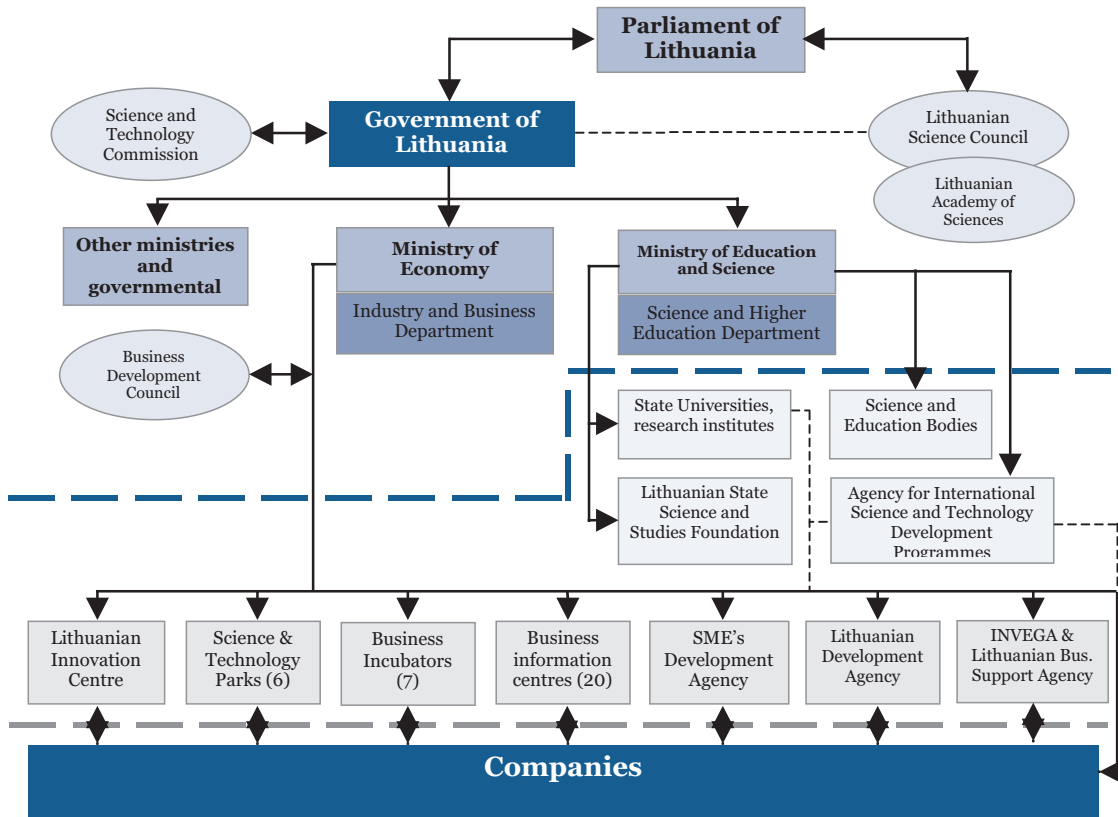 Parliament of
Lithuania
Science and
Technology
Commission
Government of
Lithuania
Lithuanian
Science Council
Lithuanian
Academy of
Sciences
Other ministries
and
governmental
Ministry of
Economy
Industry and Business
Department
Ministry of Education
and Science
Science and Higher
Education Department
Business
Development
Council
State Universities,
research institutes
Science and
Education Bodies
Lithuanian State
Science and
Studies Foundation
Agency for International
Science and Technology
Development
Programmes
Lithuanian
Innovation
Centre
Science &
Technology
Parks (6)
Business
Incubators
(7)
Business
information
centres (20)
SME's
Development
Agency
Lithuanian
Development
Agency
INVEGA &
Lithuanian Bus.
Support Agency
Companies